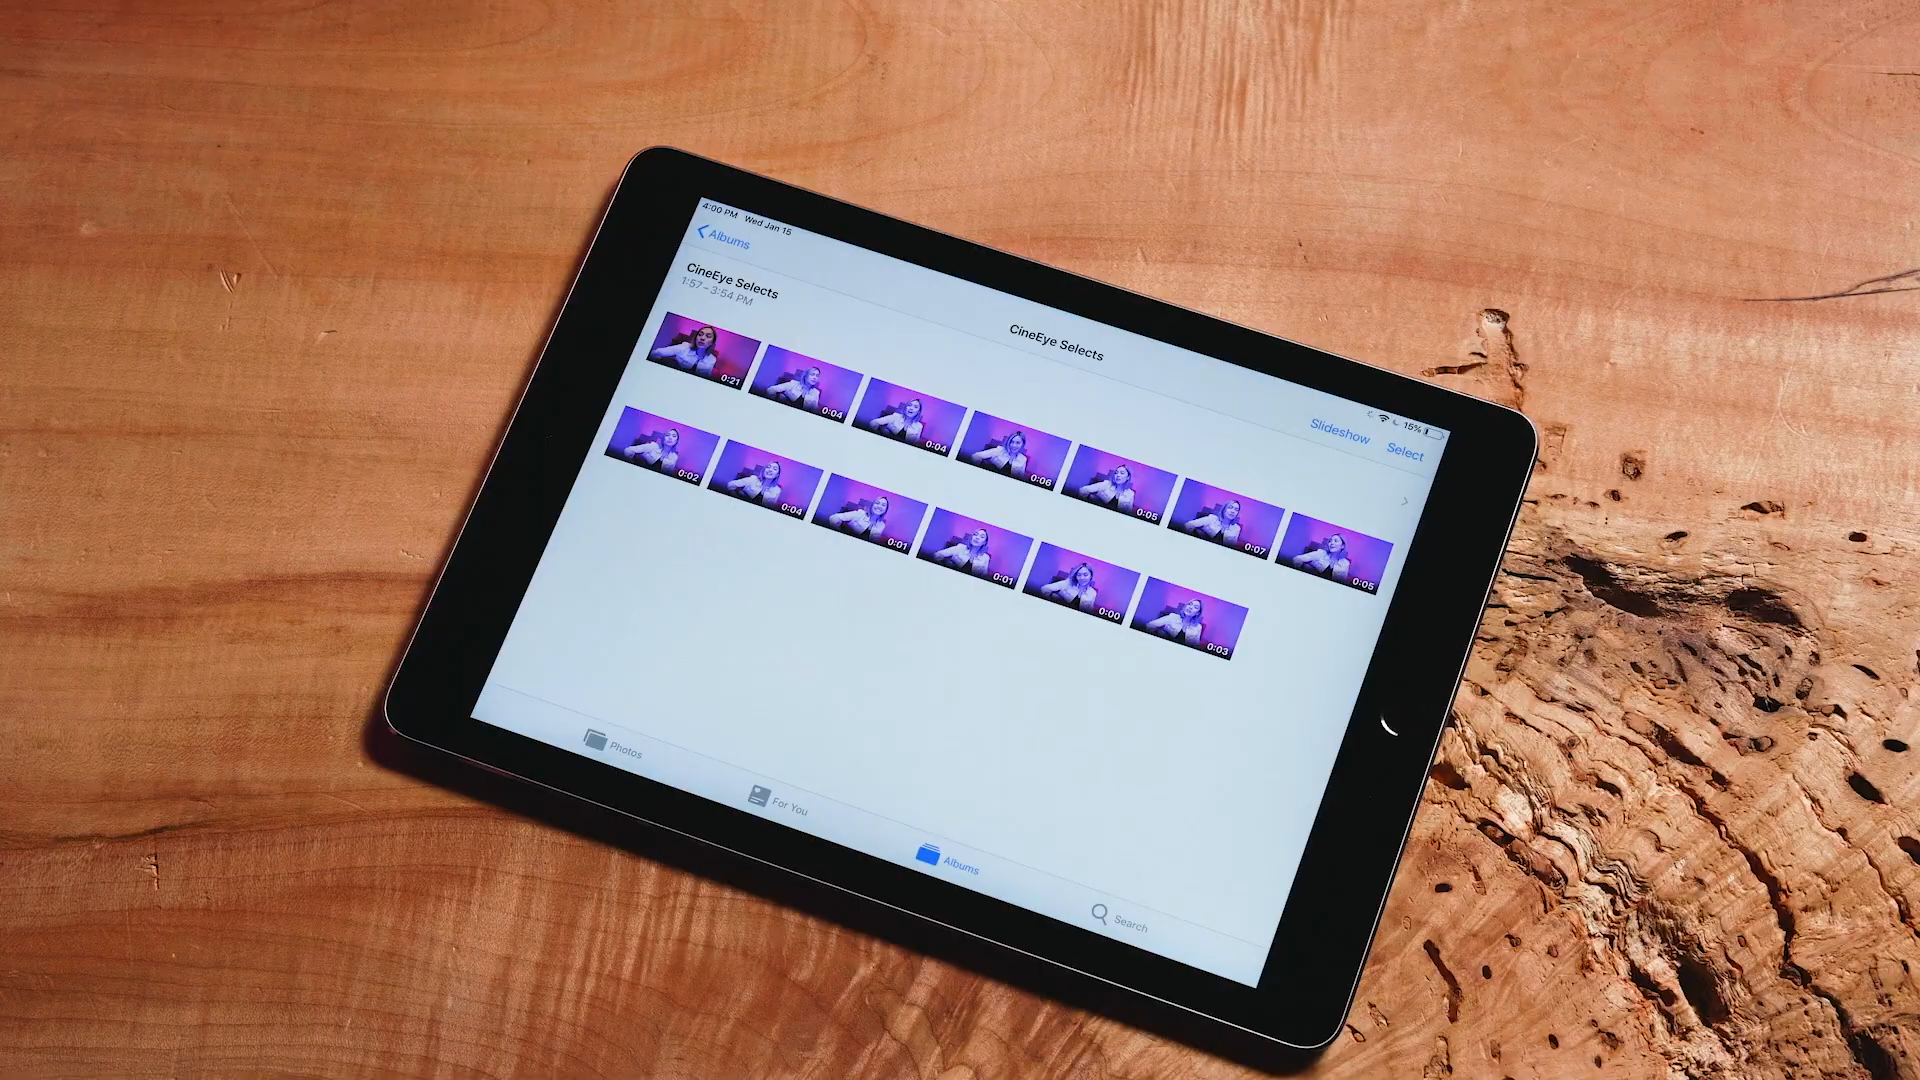 4:00 PM Wed Jan 15
15%
Albums
CineEye Selects
Slideshow Select
CineEye Selects
1:57 – 3:54 PM
0:21
0:04
0:04
0:06
0:05
0:07
0:05
0:02
0:04
0:01
0:01
0:00
0:03
Photos
For You
Albums
Search